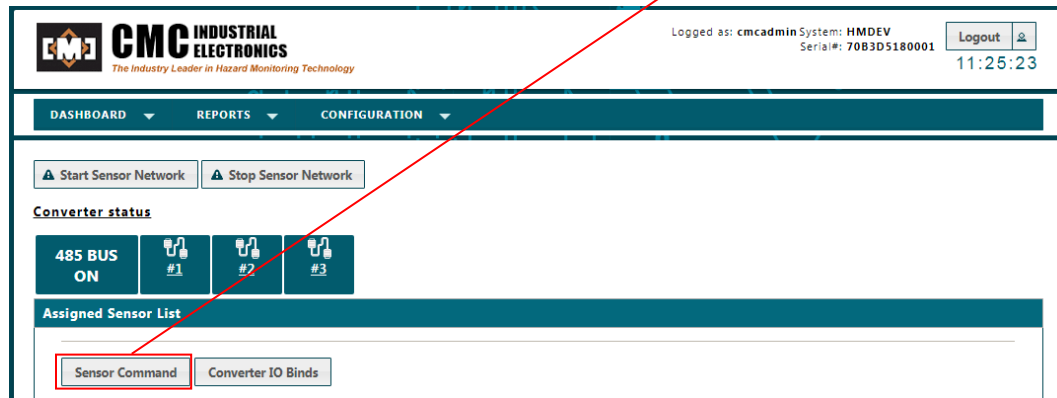 CMC INDUSTRIAL ELECTRONICS
The Industry Leader in Hazard Monitoring Technology
Logged as: cmcadmin System: HMDEV
Serial#: 70B3D5180001
Logout
11:25:23
DASHBOARD REPORTS CONFIGURATION
Start Sensor Network Stop Sensor Network
Converter status
485 BUS ON
#1 #2 #3
Assigned Sensor List
Sensor Command Converter IO Binds